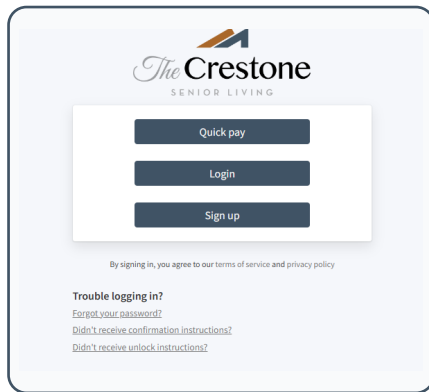 The Crestone
SENIOR LIVING
Quick pay
Login
Sign up
By signing in, you agree to our terms of service and privacy policy
Trouble logging in?
Forgot your password?
Didn't receive confirmation instructions?
Didn't receive unlock instructions?